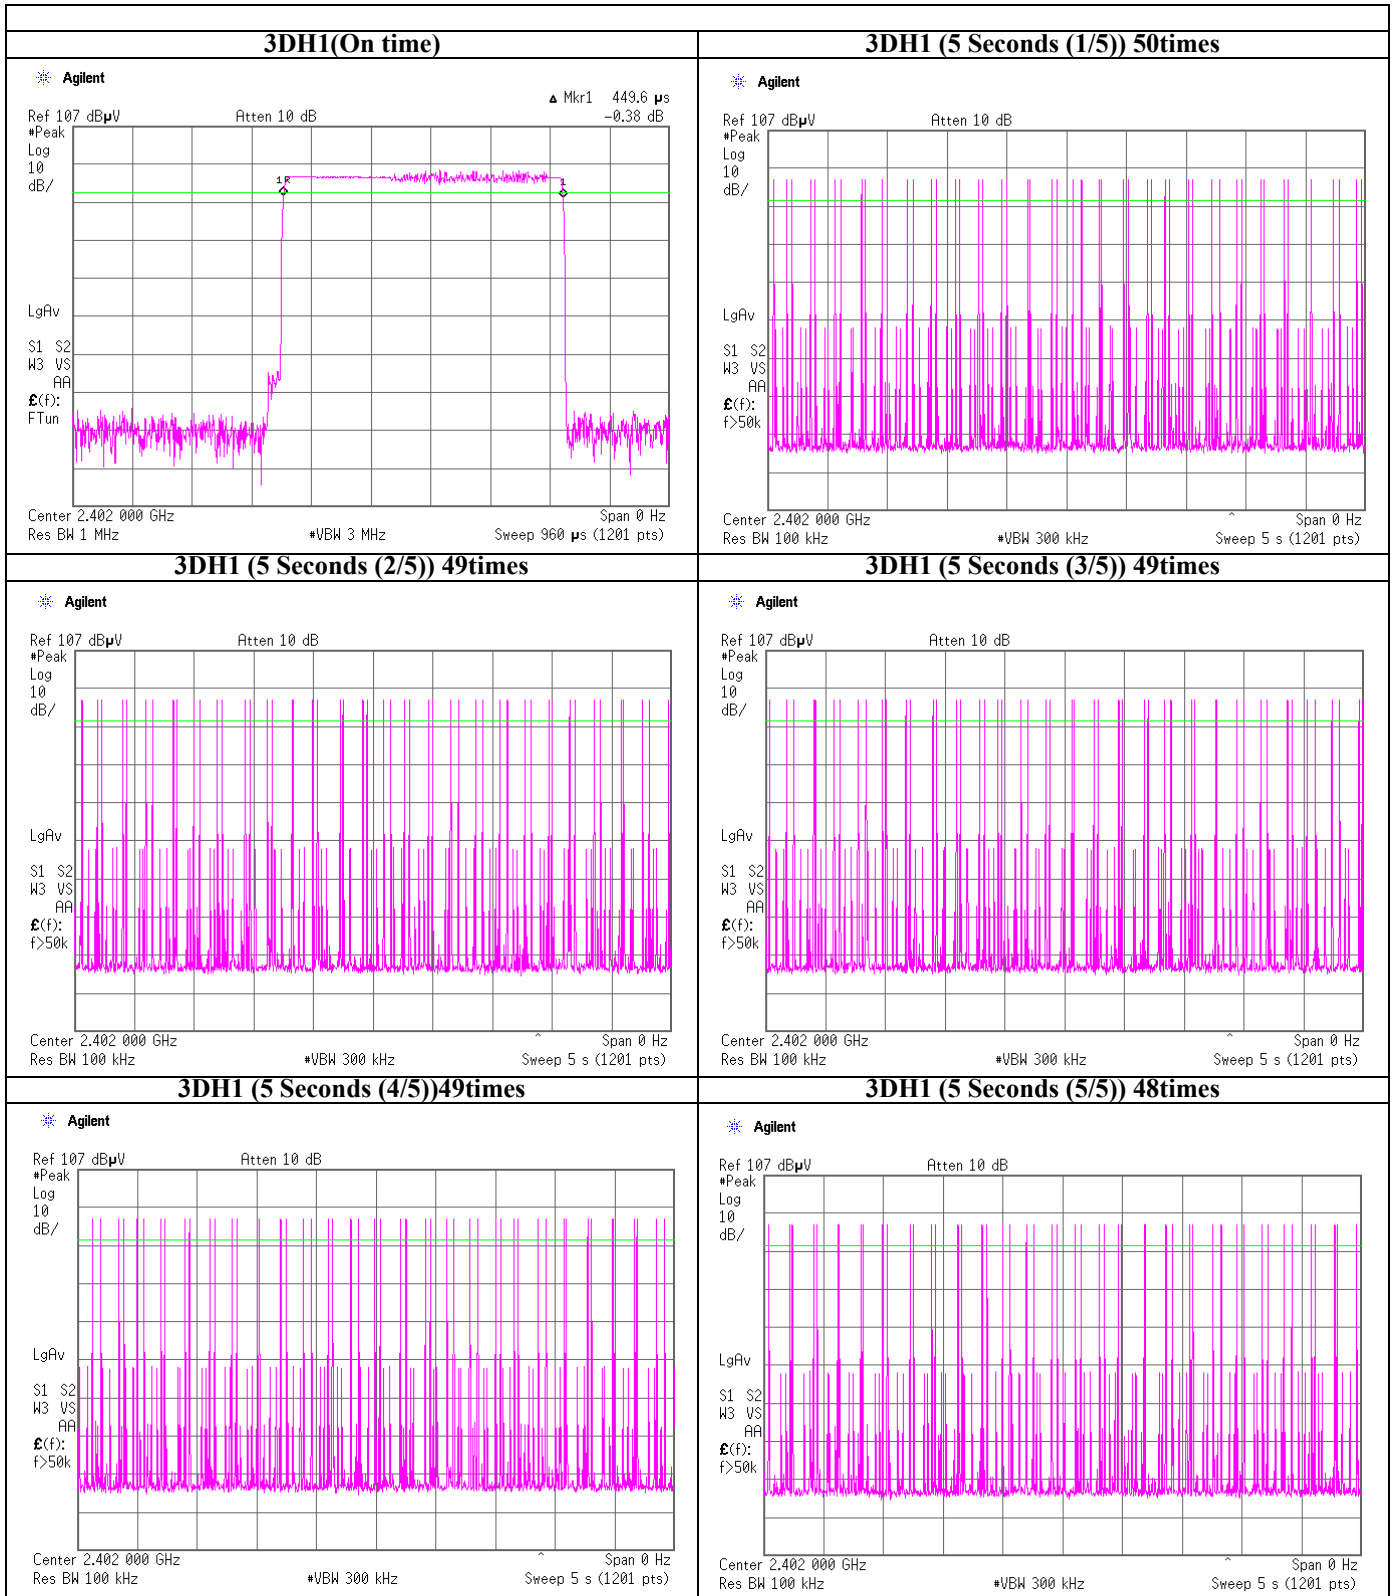 3DH1(On time)
Agilent
Δ Mkr1 449.6 µs
Ref 107 dBµV Atten 10 dB -0.38 dB
#Peak
Log
10
dB/
1R
1
LgAv
S1 S2
W3 VS
AA
£(f):
FTun
Center 2.402 000 GHz Span 0 Hz
Res BW 1 MHz #VBW 3 MHz Sweep 960 µs (1201 pts)
3DH1 (5 Seconds (1/5)) 50times
Agilent
Ref 107 dBµV Atten 10 dB
#Peak
Log
10
dB/
LgAv
S1 S2
W3 VS
AA
£(f):
f>50k
Center 2.402 000 GHz ^ Span 0 Hz
Res BW 100 kHz #VBW 300 kHz Sweep 5 s (1201 pts)
3DH1 (5 Seconds (2/5)) 49times
Agilent
Ref 107 dBµV Atten 10 dB
#Peak
Log
10
dB/
LgAv
S1 S2
W3 VS
AA
£(f):
f>50k
Center 2.402 000 GHz ^ Span 0 Hz
Res BW 100 kHz #VBW 300 kHz Sweep 5 s (1201 pts)
3DH1 (5 Seconds (3/5)) 49times
Agilent
Ref 107 dBµV Atten 10 dB
#Peak
Log
10
dB/
LgAv
S1 S2
W3 VS
AA
£(f):
f>50k
Center 2.402 000 GHz ^ Span 0 Hz
Res BW 100 kHz #VBW 300 kHz Sweep 5 s (1201 pts)
3DH1 (5 Seconds (4/5))49times
Agilent
Ref 107 dBµV Atten 10 dB
#Peak
Log
10
dB/
LgAv
S1 S2
W3 VS
AA
£(f):
f>50k
Center 2.402 000 GHz ^ Span 0 Hz
Res BW 100 kHz #VBW 300 kHz Sweep 5 s (1201 pts)
3DH1 (5 Seconds (5/5)) 48times
Agilent
Ref 107 dBµV Atten 10 dB
#Peak
Log
10
dB/
LgAv
S1 S2
W3 VS
AA
£(f):
f>50k
Center 2.402 000 GHz ^ Span 0 Hz
Res BW 100 kHz #VBW 300 kHz Sweep 5 s (1201 pts)